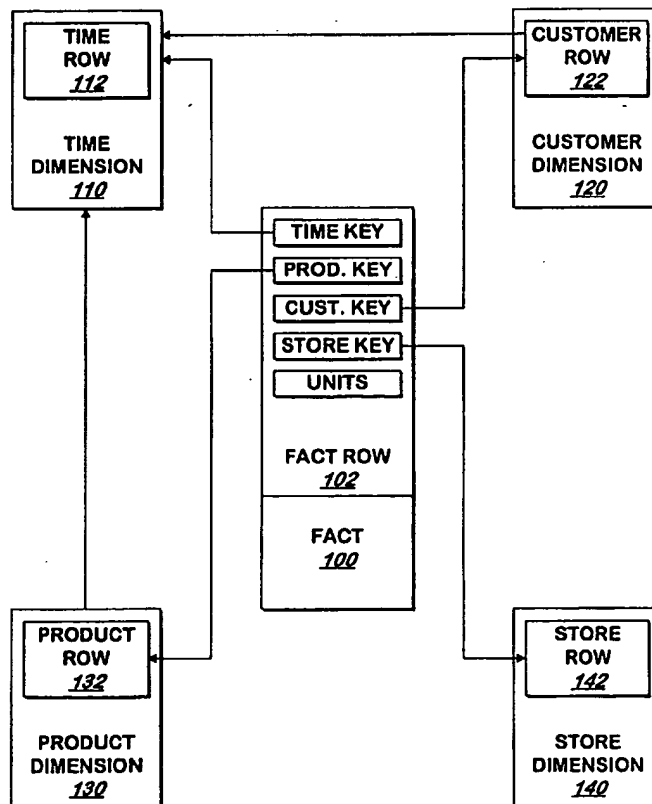 TIME
ROW
112
TIME
DIMENSION
110
CUSTOMER
ROW
122
CUSTOMER
DIMENSION
120
TIME KEY
PROD. KEY
CUST. KEY
STORE KEY
UNITS
FACT ROW
102
FACT
100
PRODUCT
ROW
132
PRODUCT
DIMENSION
130
STORE
ROW
142
STORE
DIMENSION
140